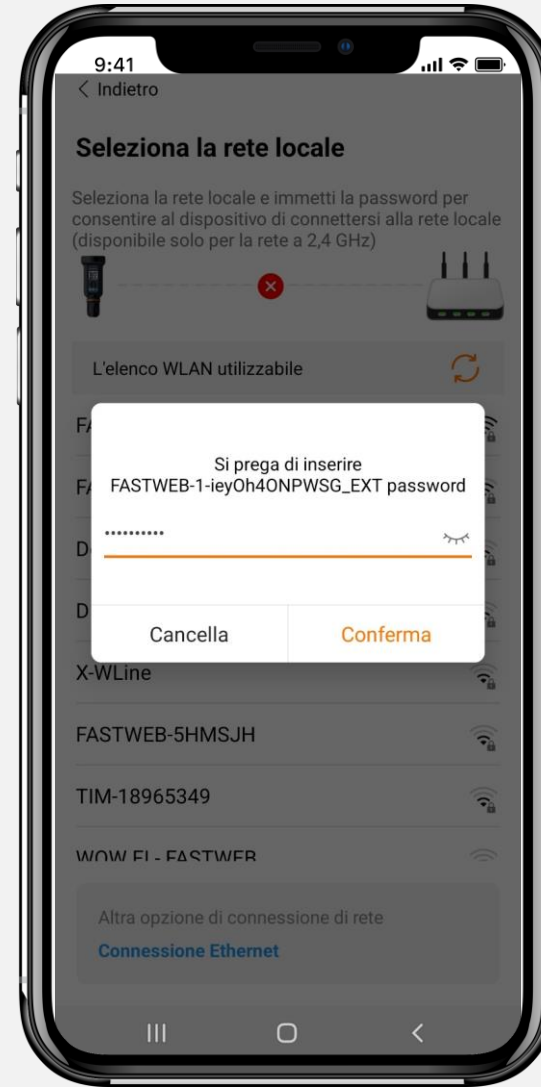 9:41
Indietro
Seleziona la rete locale
Seleziona la rete locale e immetti la password per
consentire al dispositivo di connettersi alla rete locale
(disponibile solo per la rete a 2,4 GHz)
L'elenco WLAN utilizzabile
Si prega di inserire
FASTWEB-1-ieyOh4ONPWSG_EXT password
Cancella
Conferma
X-WLine
FASTWEB-5HMSJH
TIM-18965349
WOW FI - FASTWEB
Altra opzione di connessione di rete
Connessione Ethernet